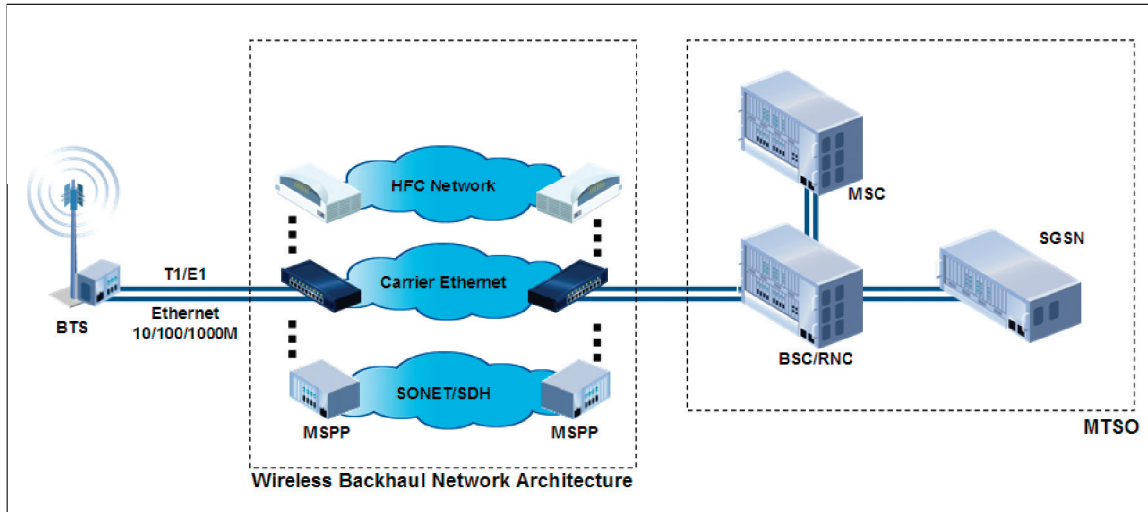 HFC Network
MSC
SGSN
T1/E1
Carrier Ethernet
BTS
Ethernet
10/100/1000M
BSC/RNC
SONET/SDH
MSPP
MSPP
MTSO
Wireless Backhaul Network Architecture